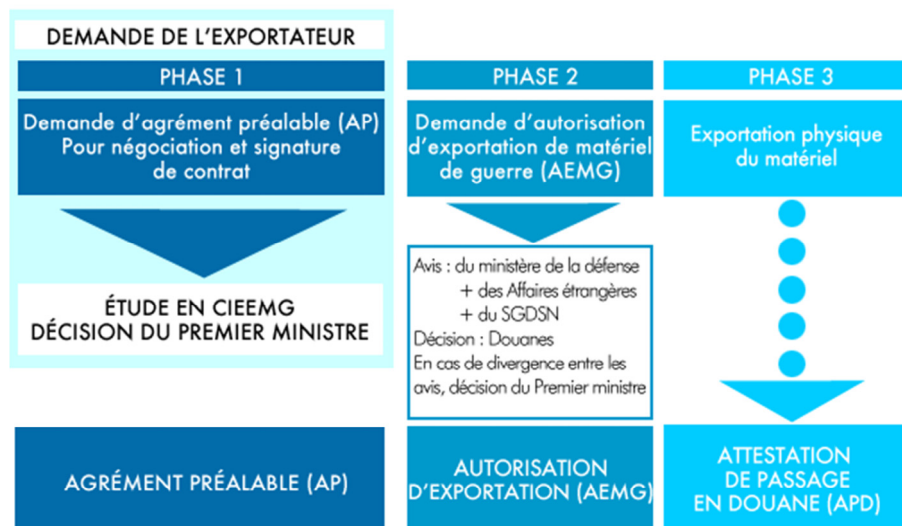 DEMANDE DE L'EXPORTATEUR
PHASE 1
Demande d'agrément préalable (AP)
Pour négociation et signature
de contrat
ÉTUDE EN CIEEMG
DÉCISION DU PREMIER MINISTRE
AGRÉMENT PRÉALABLE (AP)
PHASE 2
Demande d'autorisation
d'exportation de matériel
de guerre (AEMG)
Avis : du ministère de la défense
+ des Affaires étrangères
+ du SGDSN
Décision : Douanes
En cas de divergence entre les
avis, décision du Premier ministre
AUTORISATION
D'EXPORTATION (AEMG)
PHASE 3
Exportation physique
du matériel
ATTESTATION
DE PASSAGE
EN DOUANE (APD)